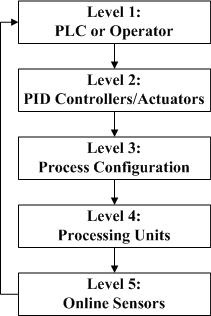 Level 1:
PLC or Operator
Level 2:
PID Controllers/Actuators
Level 3:
Process Configuration
Level 4:
Processing Units
Level 5:
Online Sensors